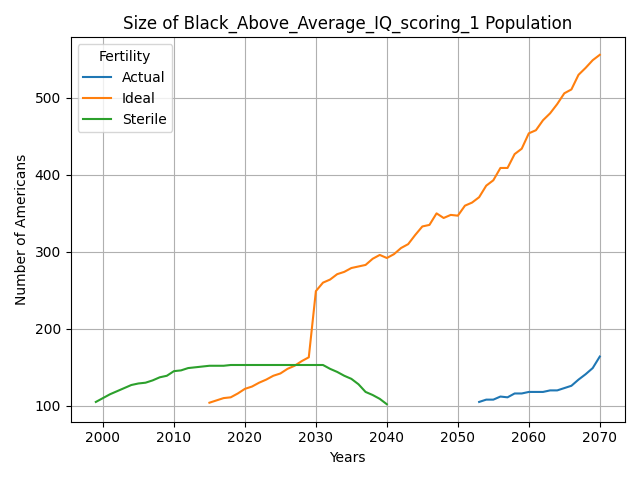 Size of Black_Above_Average_IQ_scoring_1 Population
Fertility
Actual
Ideal
Sterile
Number of Americans
500
400
300
200
100
2000 2010 2020 2030 2040 2050 2060 2070
Years